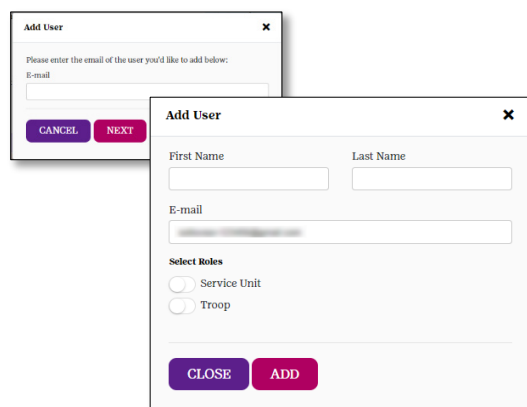 Add User ×
Please enter the email of the user you'd like to add below:
E-mail
CANCEL NEXT
Add User ×
First Name Last Name
E-mail
Select Roles
Service Unit
Troop
CLOSE ADD